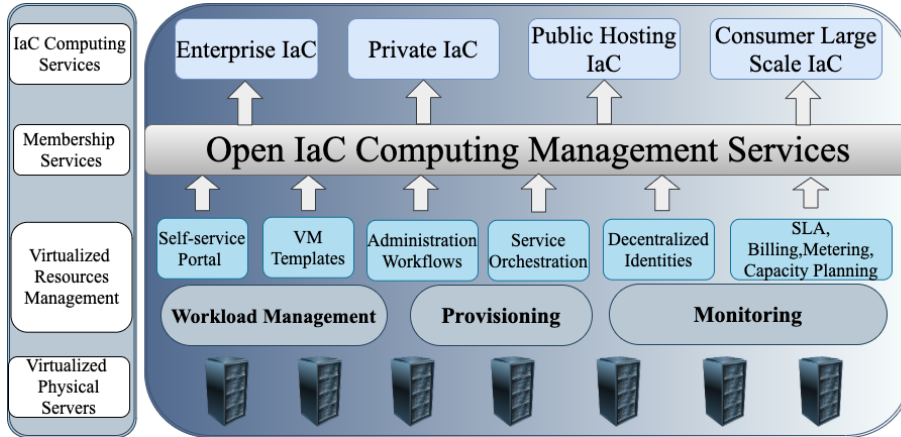 IaC Computing
Services
Enterprise IaC
Private IaC
Public Hosting
IaC
Consumer Large
Scale IaC
Membership
Services
Open IaC Computing Management Services
Virtualized
Resources
Management
Self-service
Portal
VM
Templates
Administration
Workflows
Service
Orchestration
Decentralized
Identities
SLA,
Billing,Metering,
Capacity Planning
Workload Management
Provisioning
Monitoring
Virtualized
Physical
Servers